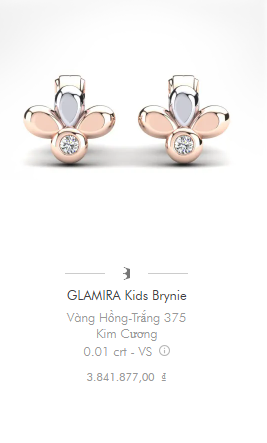 GLAMIRA Kids Brynie
Vàng Hồng-Trắng 375
Kim Cương
0.01 crt - VS
3.841.877,00 ₫